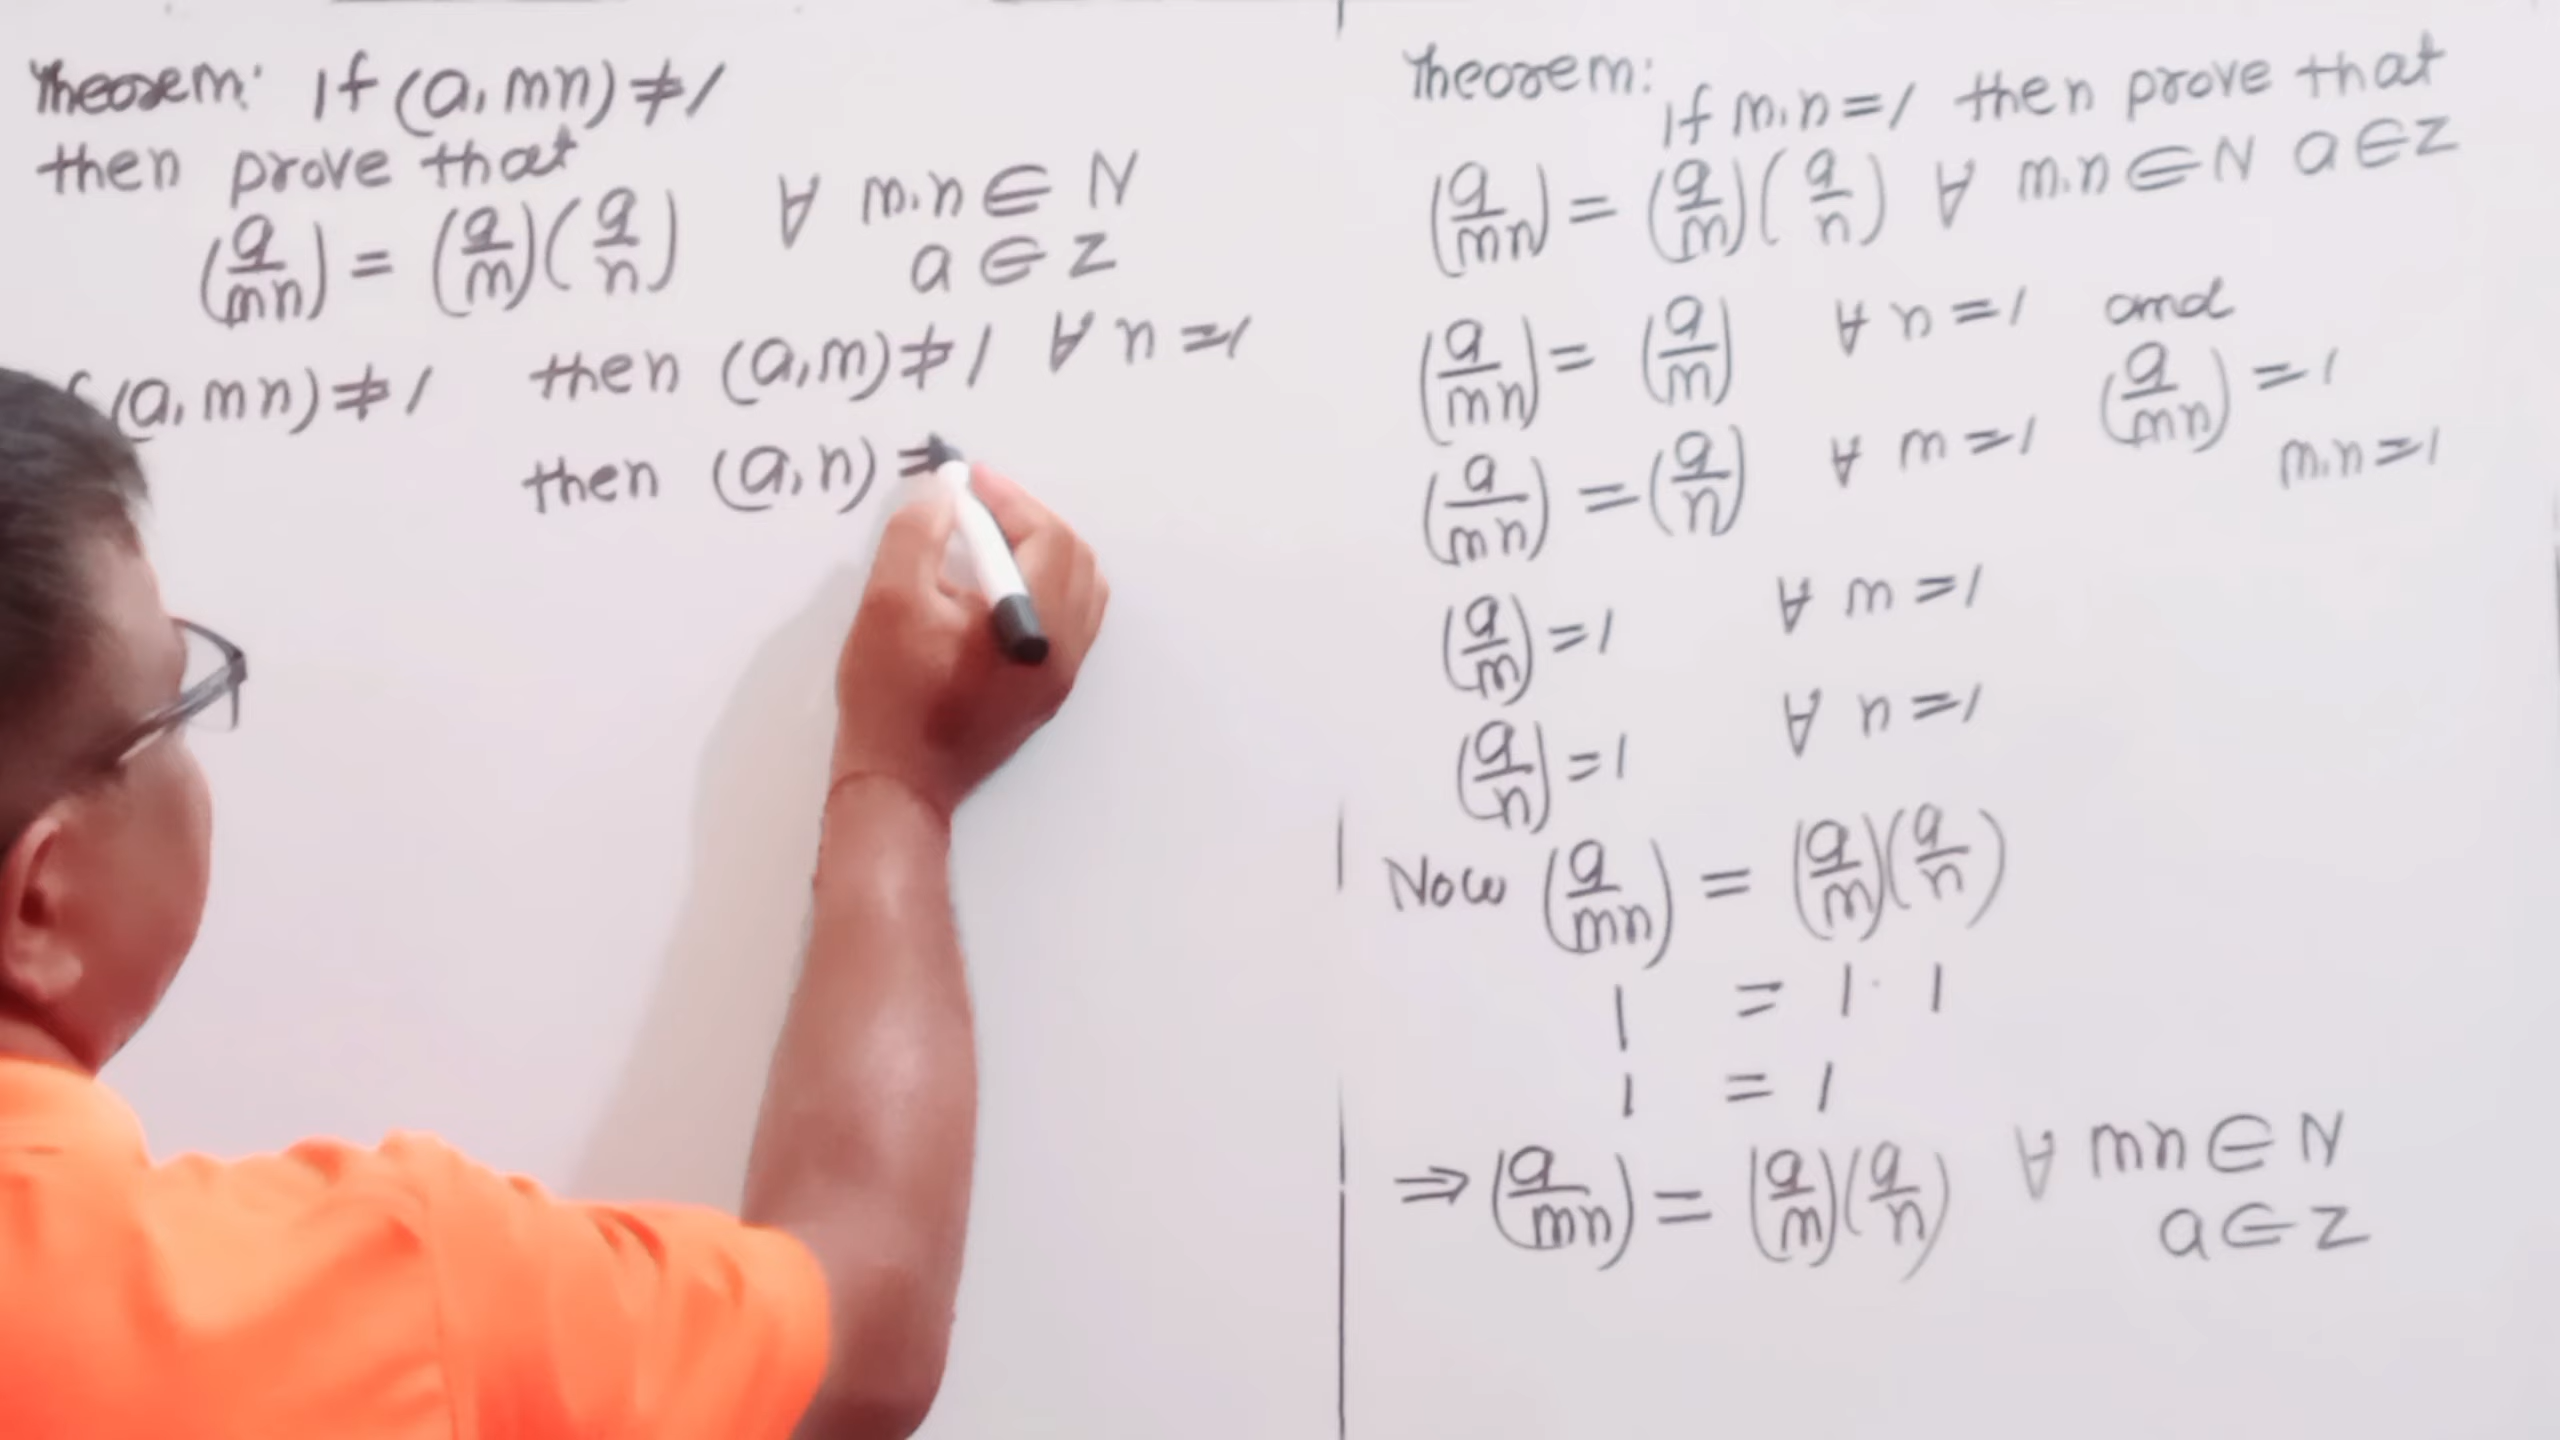 Theorem: If (a, mn) ≠ 1
then prove that
(a/mn) = (a/m)(a/n) ∀ m.n ∈ N
a ∈ Z
(a, mn) ≠ 1 then (a, m) ≠ 1 ∀ n = 1
then (a, n) =
Theorem: If m.n = 1 then prove that
(a/mn) = (a/m)(a/n) ∀ m.n ∈ N a ∈ Z
(a/mn) = (a/m) ∀ n = 1 and
(a/mn) = (a/n) ∀ m = 1 (a/mn) = 1
m.n = 1
(a/m) = 1 ∀ m = 1
(a/n) = 1 ∀ n = 1
Now (a/mn) = (a/m)(a/n)
1 = 1 . 1
1 = 1
⇒ (a/mn) = (a/m)(a/n) ∀ mn ∈ N
a ∈ Z